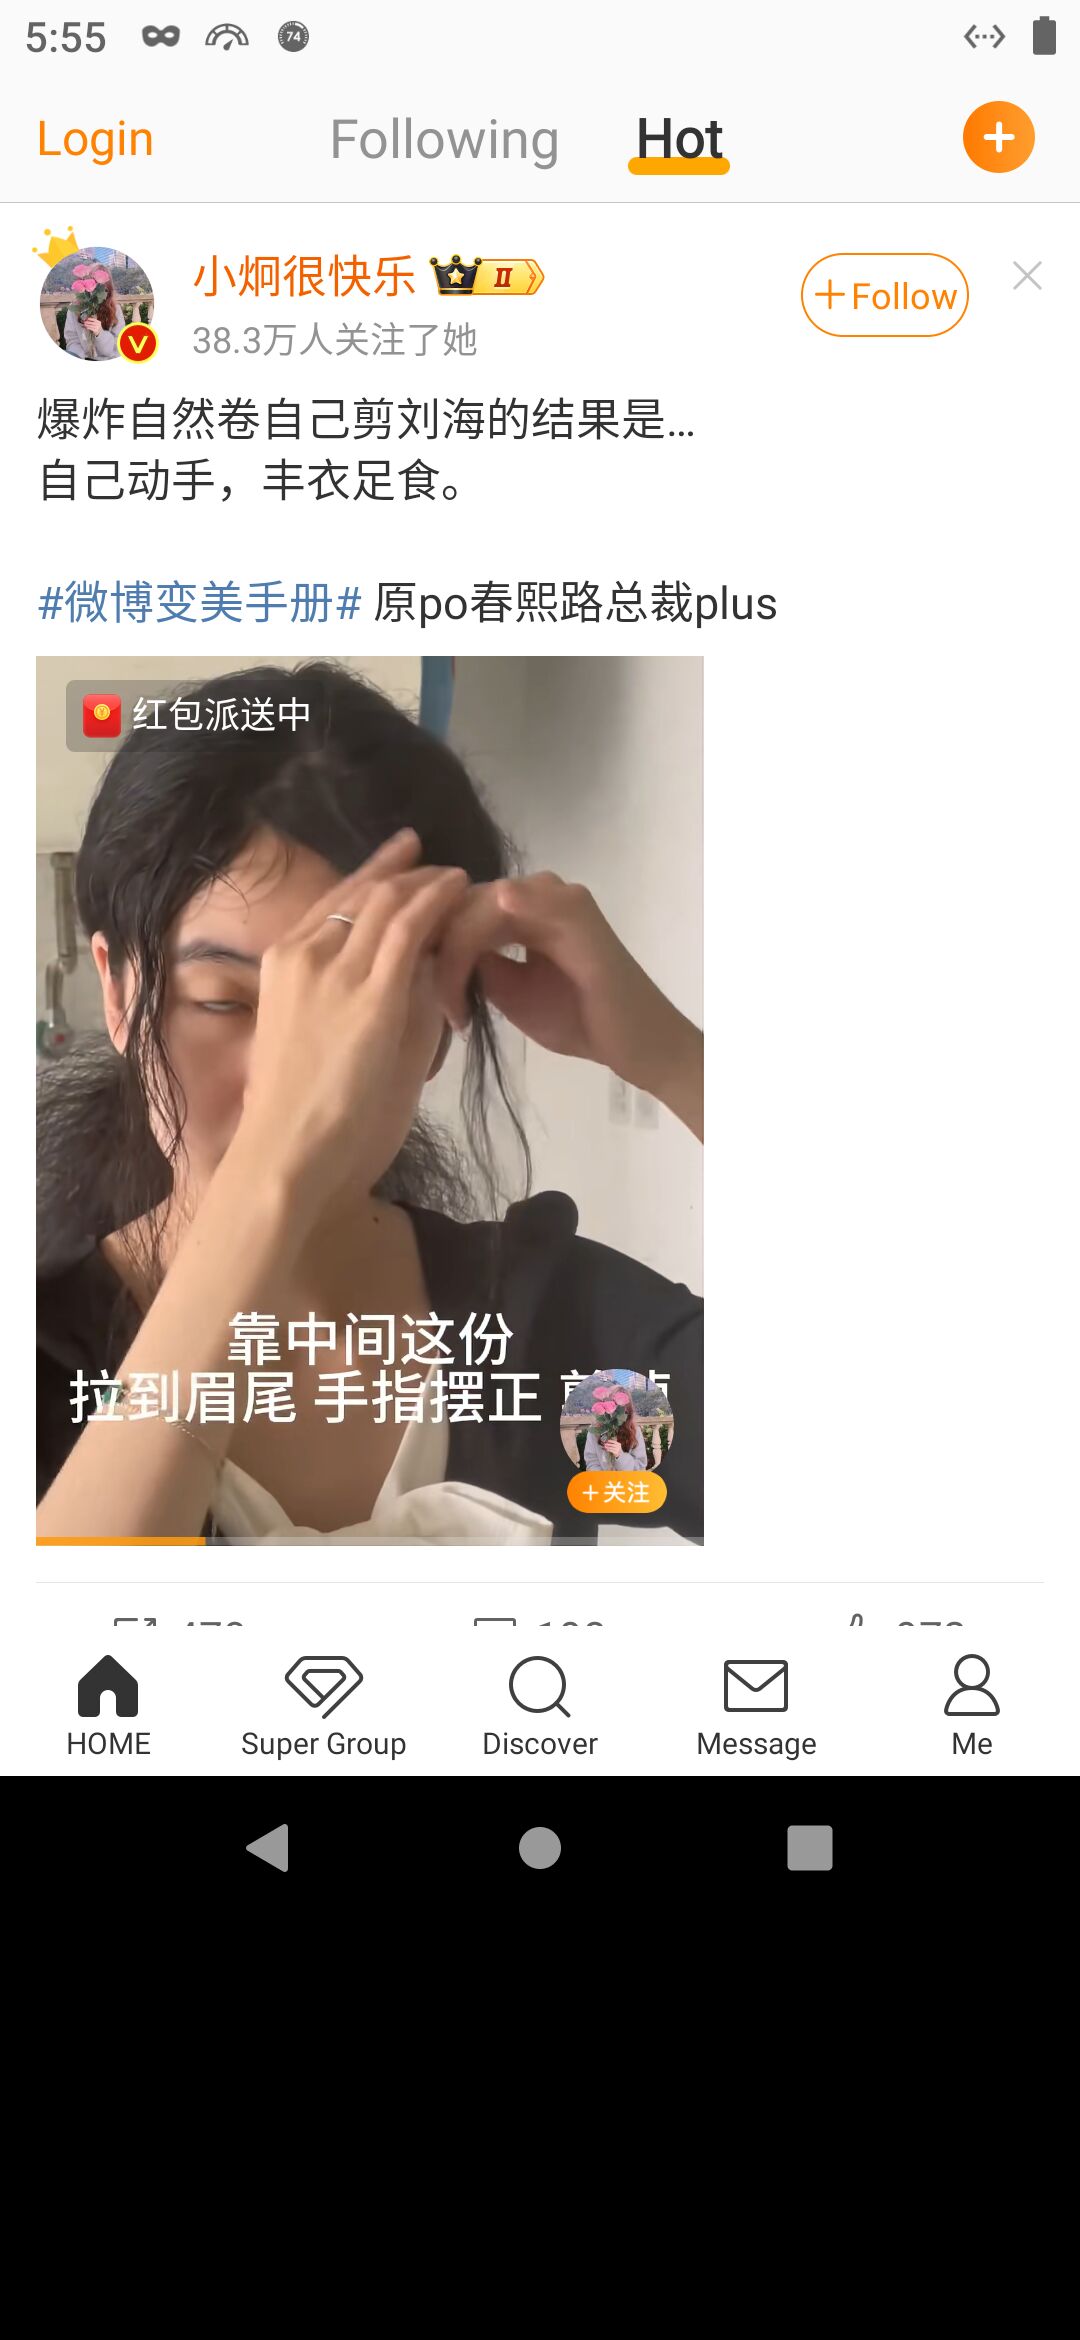 5:55
74
Login
Following
Hot
小炯很快乐
II
+Follow
38.3万人关注了她
爆炸自然卷自己剪刘海的结果是...
自己动手，丰衣足食。
#微博变美手册# 原po春熙路总裁plus
红包派送中
靠中间这份
拉到眉尾 手指摆正
+关注
HOME
Super Group
Discover
Message
Me